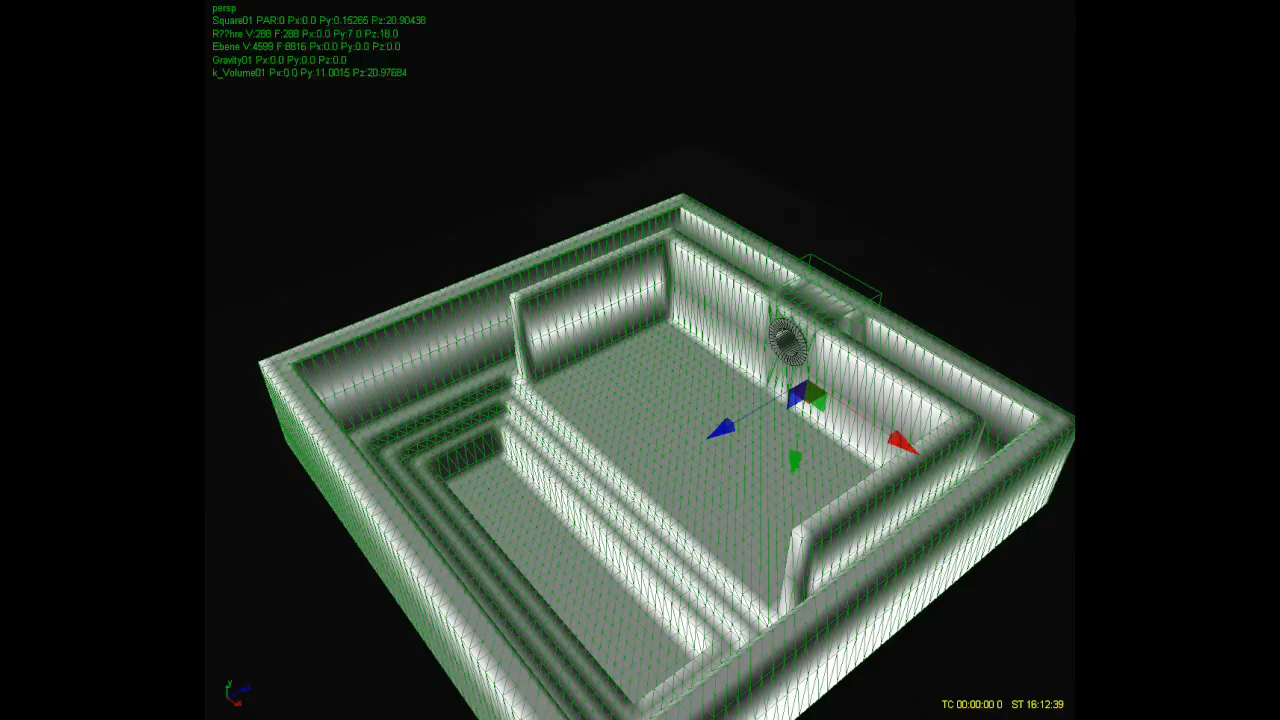 persp
Square01 PAR:0 Px:0.0 Py:0.15265 Pz:20.90438
R??hre V:288 F:288 Px:0.0 Py:7.0 Pz:16.0
Ebene V:4599 F:8816 Px:0.0 Py:0.0 Pz:0.0
Gravity01 Px:0.0 Py:0.0 Pz:0.0
k_Volume01 Px:0.0 Py:11.0015 Pz:20.97684
y
TC 00:00:00 0 ST 16:12:39